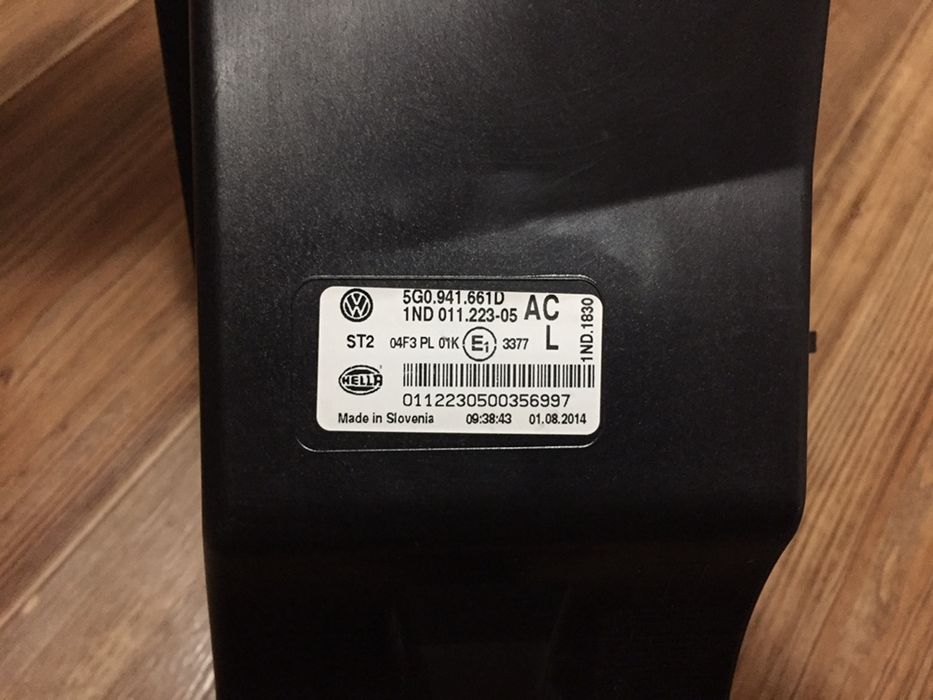 VW
5G0.941.661D
1ND 011.223-05 AC
ST2 04F3 PL 01K E1 3377 L
1ND.1830
HELLA
0112230500356997
Made in Slovenia 09:38:43 01.08.2014